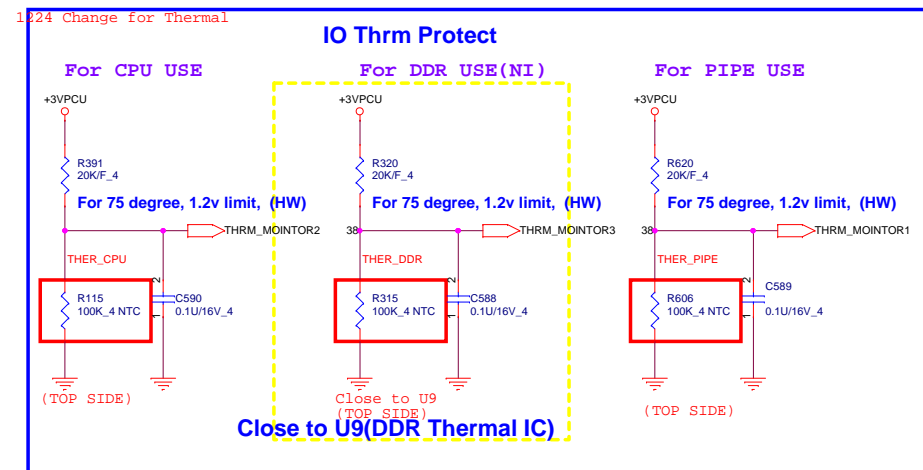 1224 Change for Thermal
IO Thrm Protect
For CPU USE
For DDR USE(NI)
For PIPE USE
+3VPCU
+3VPCU
+3VPCU
R391
20K/F_4
R320
20K/F_4
R620
20K/F_4
For 75 degree, 1.2v limit, (HW)
For 75 degree, 1.2v limit, (HW)
For 75 degree, 1.2v limit, (HW)
THRM_MOINTOR2
38
THRM_MOINTOR3
38
THRM_MOINTOR1
THER_CPU
THER_DDR
THER_PIPE
R115
100K_4 NTC
2
1
C590
0.1U/16V_4
R315
100K_4 NTC
2
1
C588
0.1U/16V_4
R606
100K_4 NTC
2
1
C589
0.1U/16V_4
(TOP SIDE)
Close to U9
(TOP SIDE)
(TOP SIDE)
Close to U9(DDR Thermal IC)